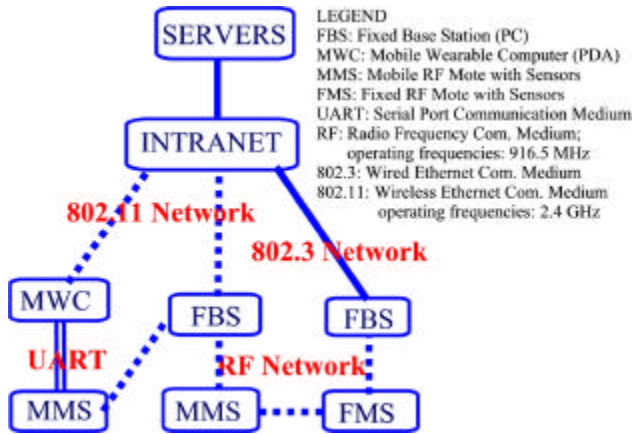 SERVERS
INTRANET
LEGEND
FBS: Fixed Base Station (PC)
MWC: Mobile Wearable Computer (PDA)
MMS: Mobile RF Mote with Sensors
FMS: Fixed RF Mote with Sensors
UART: Serial Port Communication Medium
RF: Radio Frequency Com. Medium;
operating frequencies: 916.5 MHz
802.3: Wired Ethernet Com. Medium
802.11: Wireless Ethernet Com. Medium
operating frequencies: 2.4 GHz
802.11 Network
802.3 Network
MWC
FBS
FBS
UART
RF Network
MMS
MMS
FMS